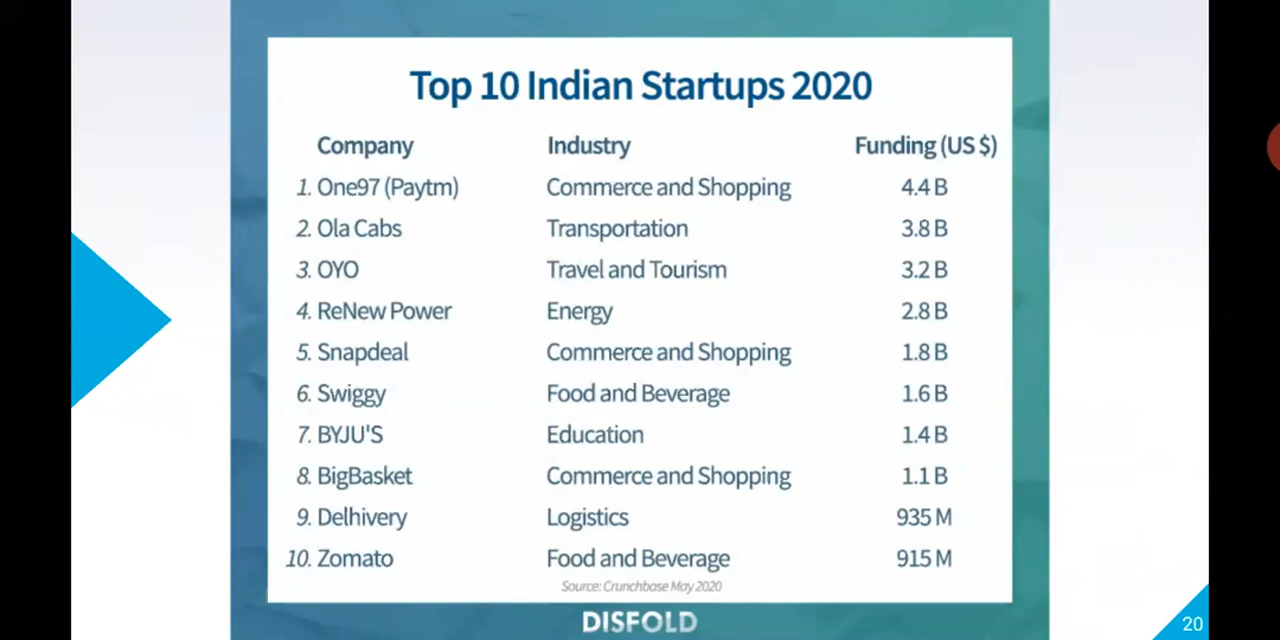 Top 10 Indian Startups 2020
Company Industry Funding (US $)
1. One97 (Paytm) Commerce and Shopping 4.4 B
2. Ola Cabs Transportation 3.8 B
3. OYO Travel and Tourism 3.2 B
4. ReNew Power Energy 2.8 B
5. Snapdeal Commerce and Shopping 1.8 B
6. Swiggy Food and Beverage 1.6 B
7. BYJU'S Education 1.4 B
8. BigBasket Commerce and Shopping 1.1 B
9. Delhivery Logistics 935 M
10. Zomato Food and Beverage 915 M
Source: Crunchbase May 2020
DISFOLD
20